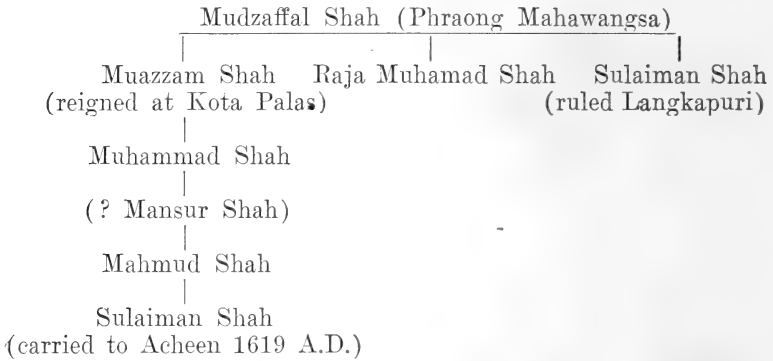 Mudzaffal Shah (Phraong Mahawangsa)
Muazzam Shah Raja Muhamad Shah Sulaiman Shah
(reigned at Kota Palas) (ruled Langkapuri)
Muhammad Shah
(? Mansur Shah)
Mahmud Shah
Sulaiman Shah
(carried to Acheen 1619 A.D.)